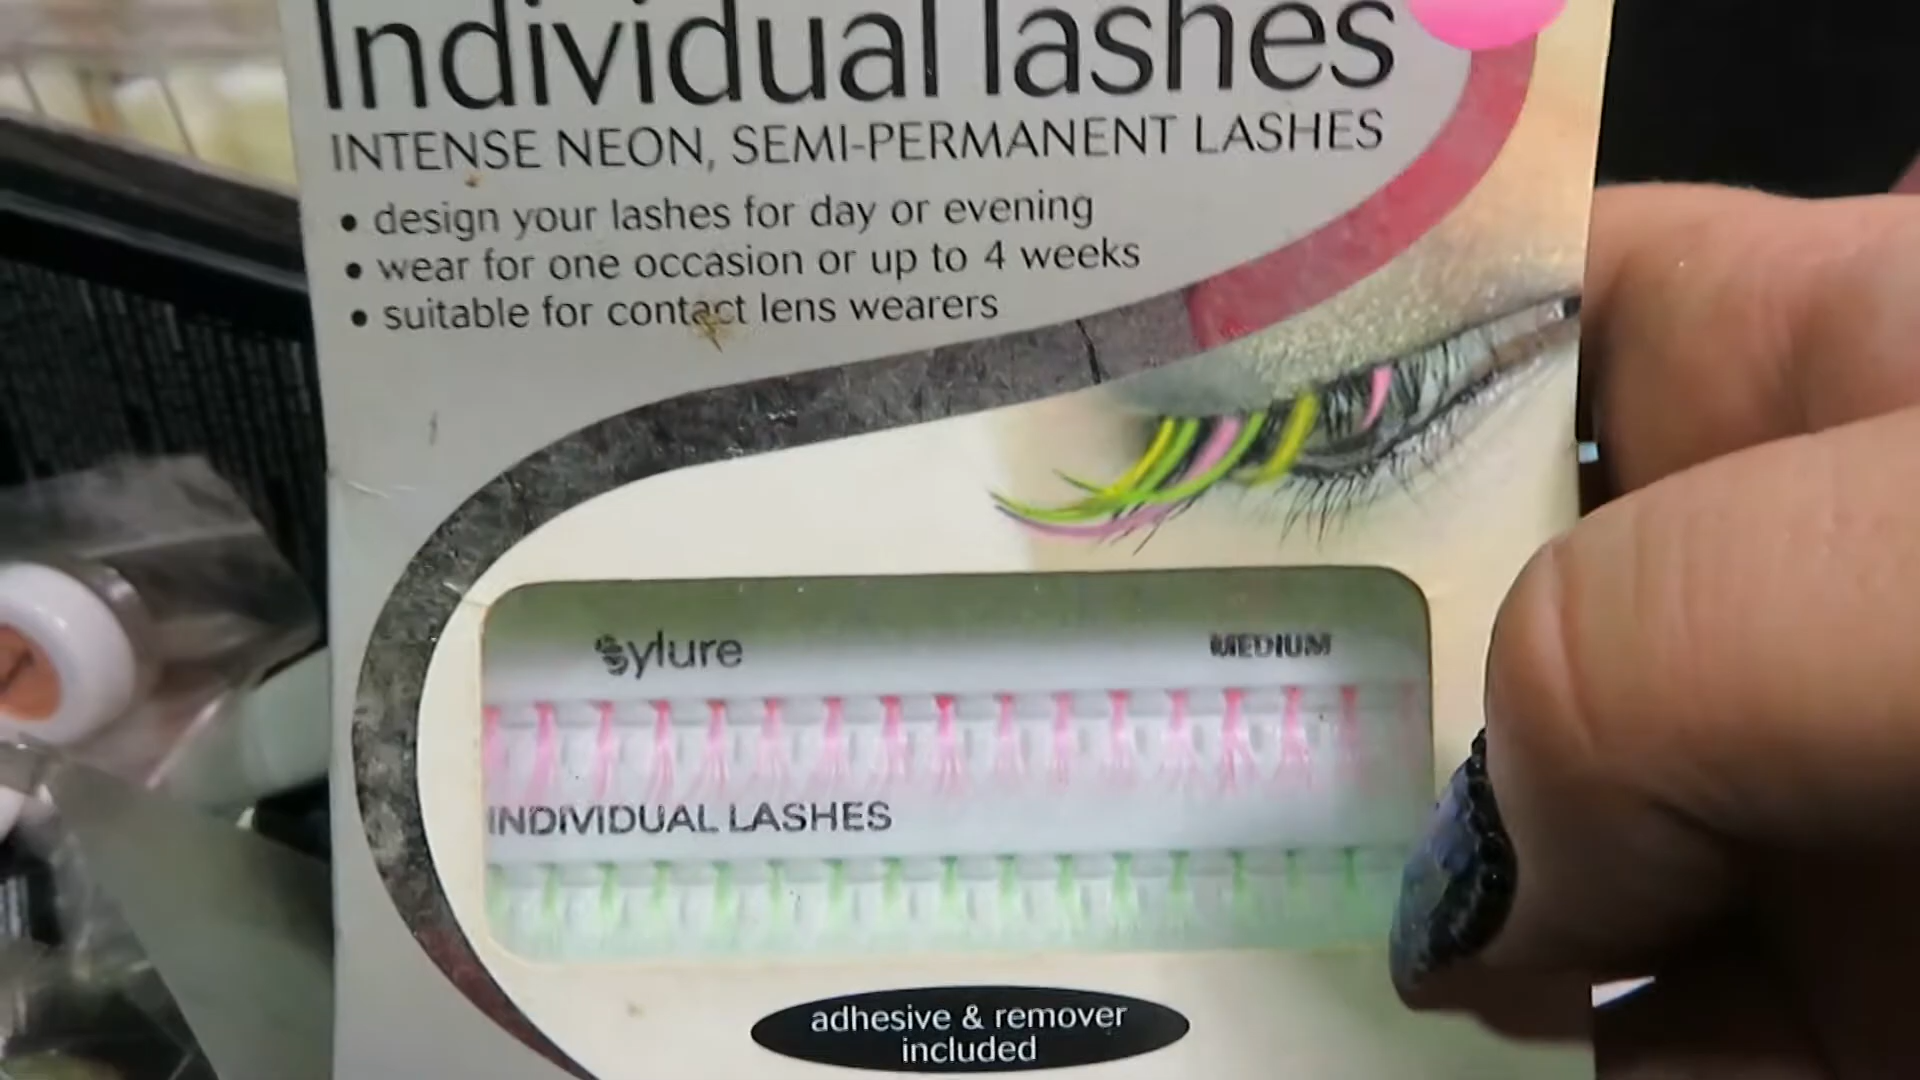 Individual lashes
INTENSE NEON, SEMI-PERMANENT LASHES
• design your lashes for day or evening
• wear for one occasion or up to 4 weeks
• suitable for contact lens wearers
eylure MEDIUM
INDIVIDUAL LASHES
adhesive & remover
included